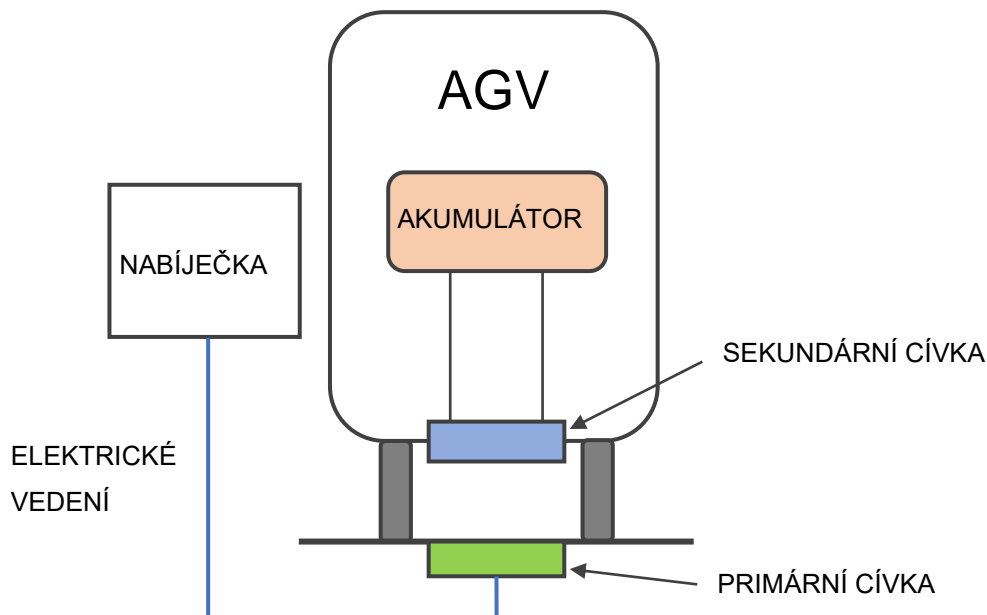 AGV
AKUMULÁTOR
NABÍJEČKA
SEKUNDÁRNÍ CÍVKA
ELEKTRICKÉ
VEDENÍ
PRIMÁRNÍ CÍVKA